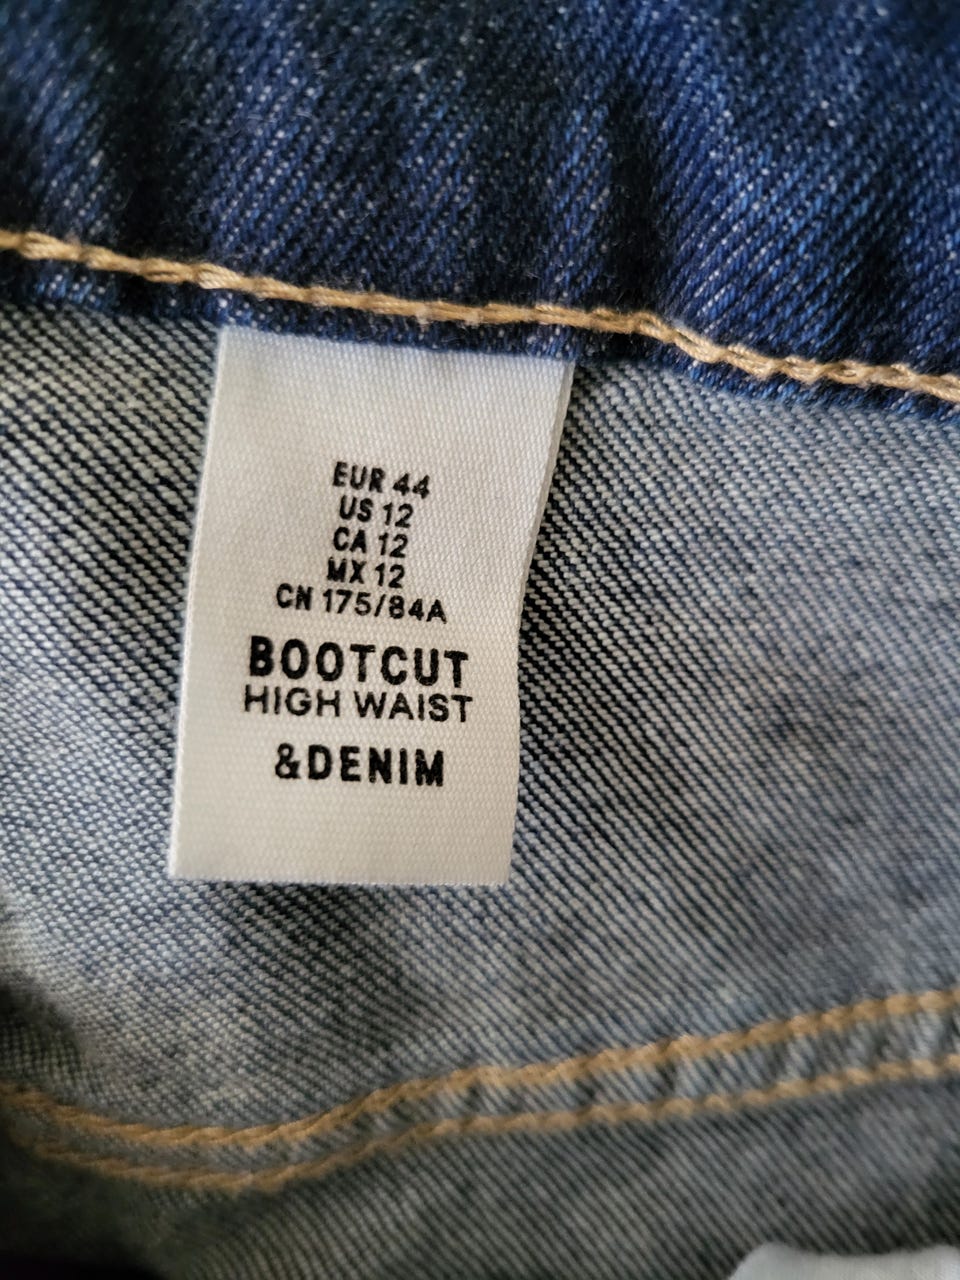 EUR 44
US 12
CA 12
MX 12
CN 175/84A
BOOTCUT
HIGH WAIST
&DENIM